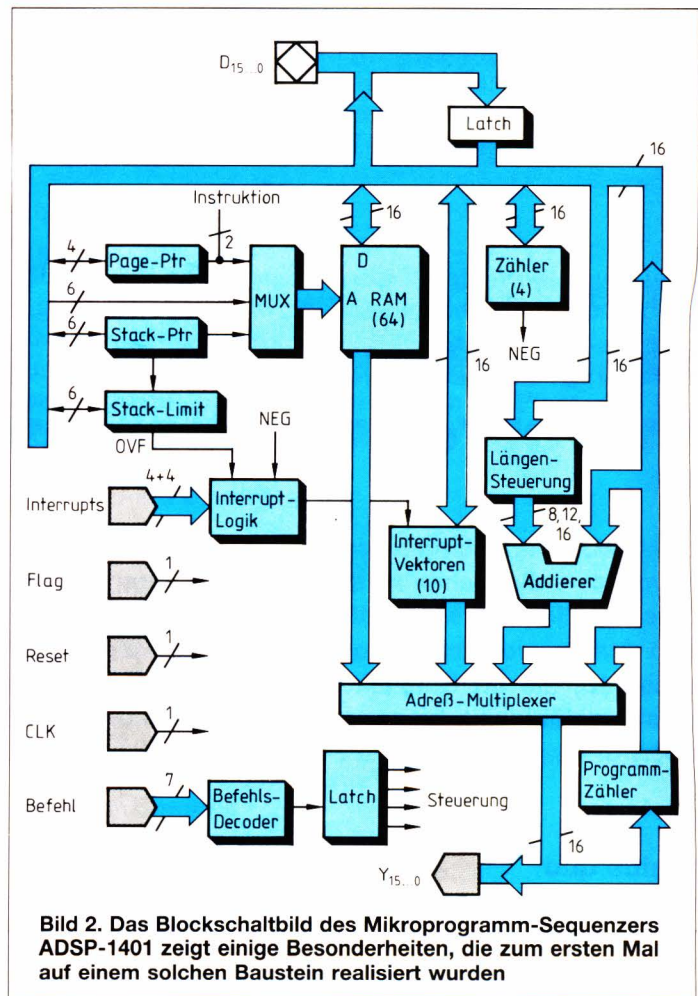 D15...0
Latch
16
Instruktion
2
16
16
4
Page-Ptr
D
6
MUX
A RAM
(64)
Zähler
(4)
6
Stack-Ptr
NEG
16
6
Stack-Limit
OVF
NEG
Längen-
Steuerung
4+4
Interrupts
Interrupt-
Logik
8, 12,
16
Interrupt-
Vektoren
(10)
Addierer
Flag
1
Reset
1
Adreß-Multiplexer
CLK
1
Befehl
7
Befehls-
Decoder
Latch
Steuerung
Programm-
Zähler
16
Y15...0
Bild 2. Das Blockschaltbild des Mikroprogramm-Sequenzers
ADSP-1401 zeigt einige Besonderheiten, die zum ersten Mal
auf einem solchen Baustein realisiert wurden